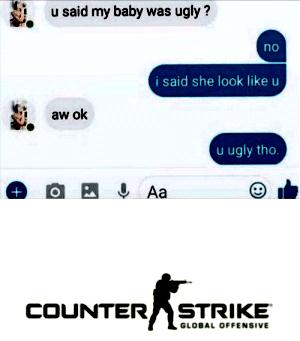 u said my baby was ugly ?
no
i said she look like u
aw ok
u ugly tho.
Aa
COUNTER STRIKE
GLOBAL OFFENSIVE